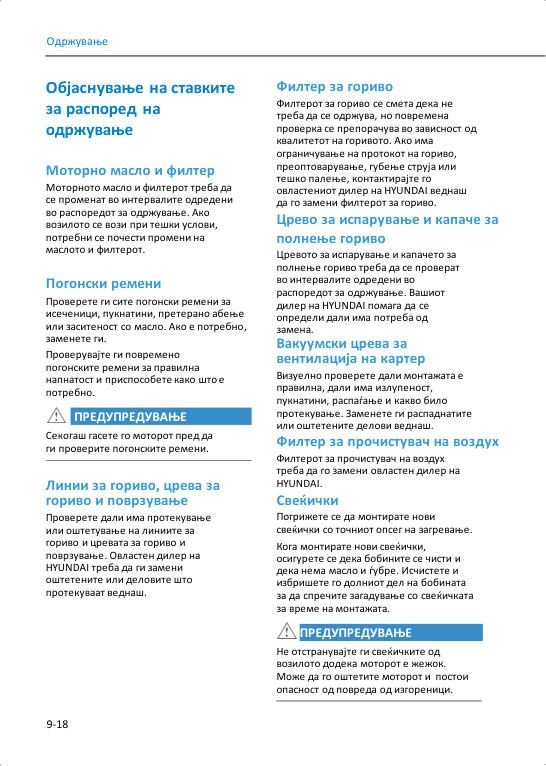 Одржување
Објаснување на ставките
за распоред на
одржување
Моторно масло и филтер
Моторното масло и филтерот треба да
се променат во интервалите одредени
во распоредот за одржување. Ако
возилото се вози при тешки услови,
потребни се почести промени на
маслото и филтерот.
Погонски ремени
Проверете ги сите погонски ремени за
исеченици, пукнатини, претерано абење
или заситеност со масло. Ако е потребно,
заменете ги.
Проверувајте ги повремено
погонските ремени за правилна
напнатост и приспособете како што е
потребно.
ПРЕДУПРЕДУВАЊЕ
Секогаш гасете го моторот пред да
ги проверите погонските ремени.
Линии за гориво, црева за
гориво и поврзување
Проверете дали има протекување
или оштетување на линиите за
гориво и цревата за гориво и
поврзување. Овластен дилер на
HYUNDAI треба да ги замени
оштетените или деловите што
протекуваат веднаш.
Филтер за гориво
Филтерот за гориво се смета дека не
треба да се одржува, но повремена
проверка се препорачува во зависност од
квалитетот на горивото. Ако има
ограничување на протокот на гориво,
преоптоварување, губење струја или
тешко палење, контактирајте го
овластениот дилер на HYUNDAI веднаш
да го замени филтерот за гориво.
Црево за испарување и капаче за
полнење гориво
Цревото за испарување и капачето за
полнење гориво треба да се проверат
во интервалите одредени во
распоредот за одржување. Вашиот
дилер на HYUNDAI помага да се
определи дали има потреба од
замена.
Вакуумски црева за
вентилација на картер
Визуелно проверете дали монтажата е
правилна, дали има излупеност,
пукнатини, распаѓање и какво било
протекување. Заменете ги распаднатите
или оштетените делови веднаш.
Филтер за прочистувач на воздух
Филтерот за прочистувач на воздух
треба да го замени овластен дилер на
HYUNDAI.
Свеќички
Погрижете се да монтирате нови
свеќички со точниот опсег на загревање.
Кога монтирате нови свеќички,
осигурете се дека бобините се чисти и
дека нема масло и ѓубре. Исчистете и
избришете го долниот дел на бобината
за да спречите загадување со свеќичката
за време на монтажата.
ПРЕДУПРЕДУВАЊЕ
Не отстранувајте ги свеќичките од
возилото додека моторот е жежок.
Може да го оштетите моторот и постои
опасност од повреда од изгореници.
9-18